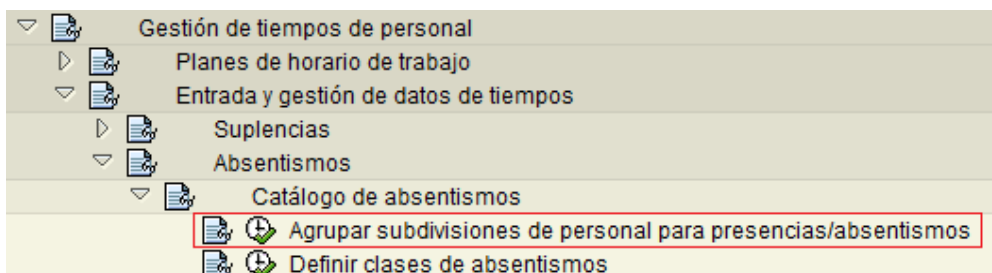 Gestión de tiempos de personal
Planes de horario de trabajo
Entrada y gestión de datos de tiempos
Suplencias
Absentismos
Catálogo de absentismos
Agrupar subdivisiones de personal para presencias/absentismos
Definir clases de absentismos